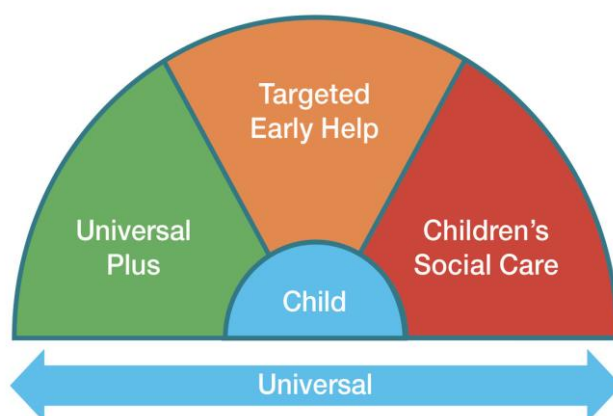 Targeted
Early Help
Universal
Plus
Children’s
Social Care
Child
Universal